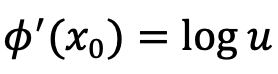 ϕ′(x₀) = log u